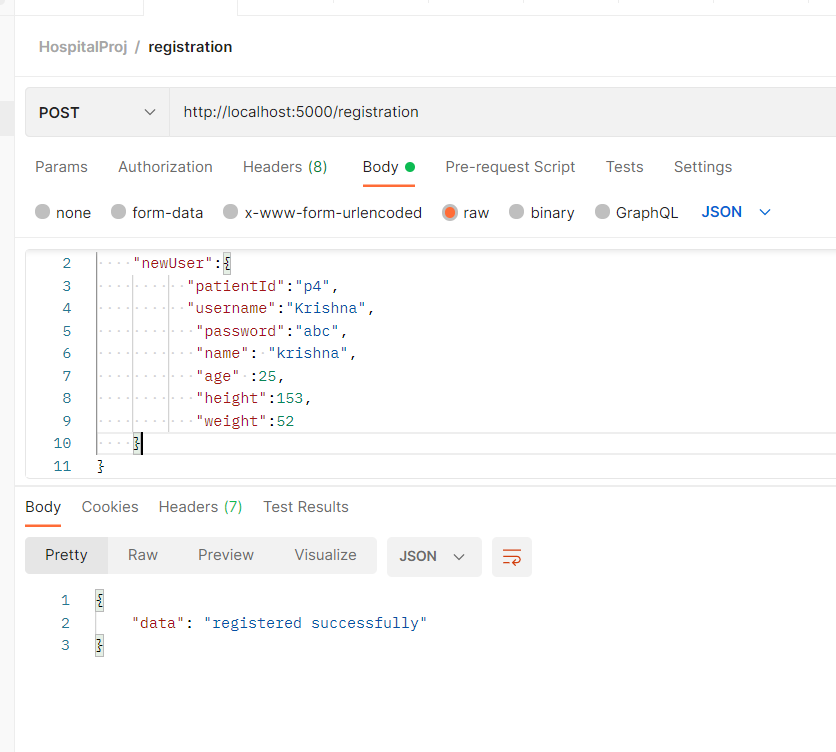 HospitalProj / registration
POST http://localhost:5000/registration
Params Authorization Headers (8) Body Pre-request Script Tests Settings
none form-data x-www-form-urlencoded raw binary GraphQL JSON
2 "newUser":{
3 "patientId":"p4",
4 "username":"Krishna",
5 "password":"abc",
6 "name": "krishna",
7 "age" :25,
8 "height":153,
9 "weight":52
10 }
11 }
Body Cookies Headers (7) Test Results
Pretty Raw Preview Visualize JSON
1 {
2 "data": "registered successfully"
3 }